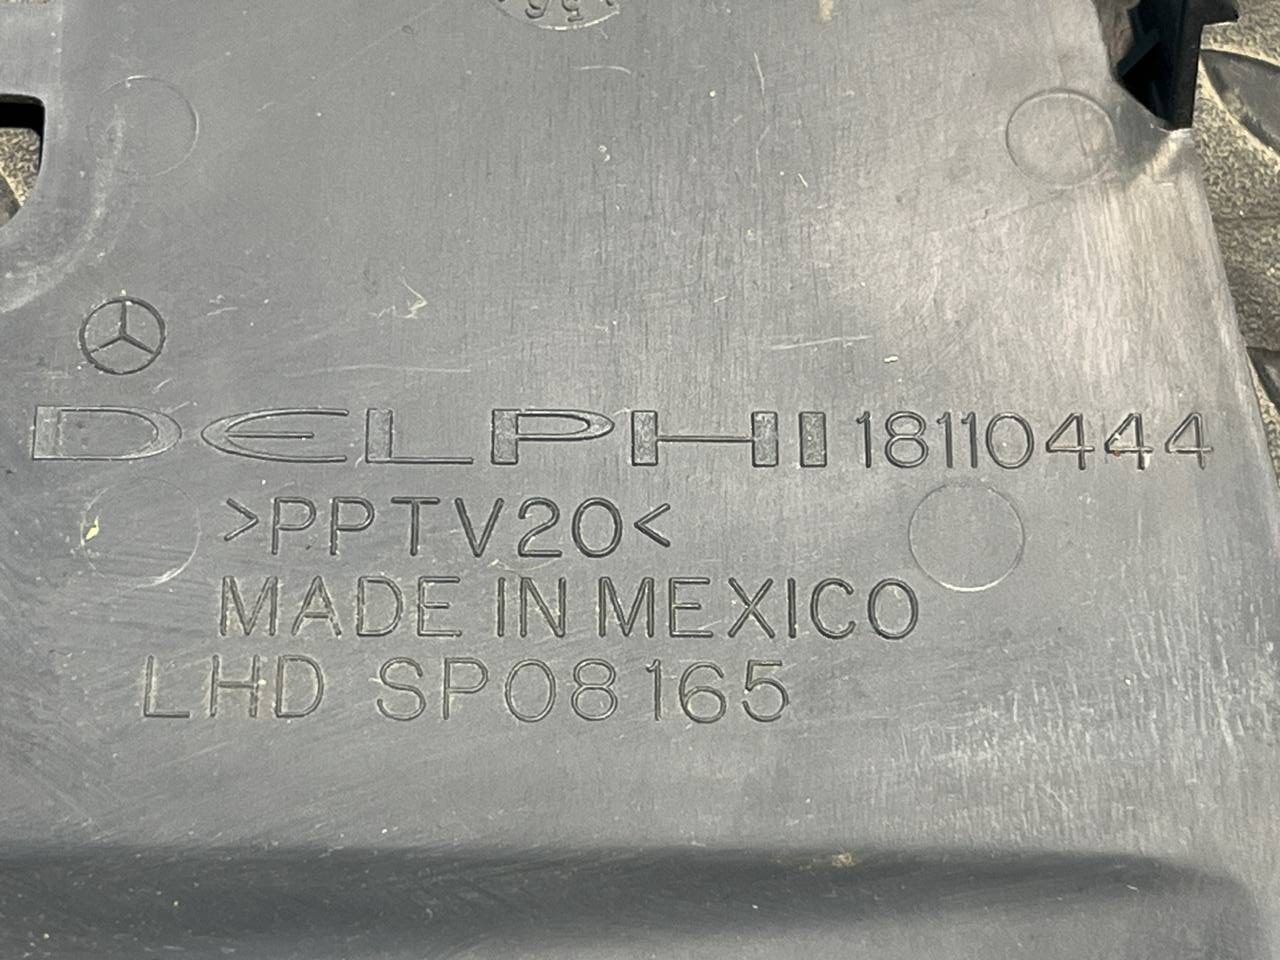 DELPHI 18110444
>PPTV20<
MADE IN MEXICO
LHD SP08165